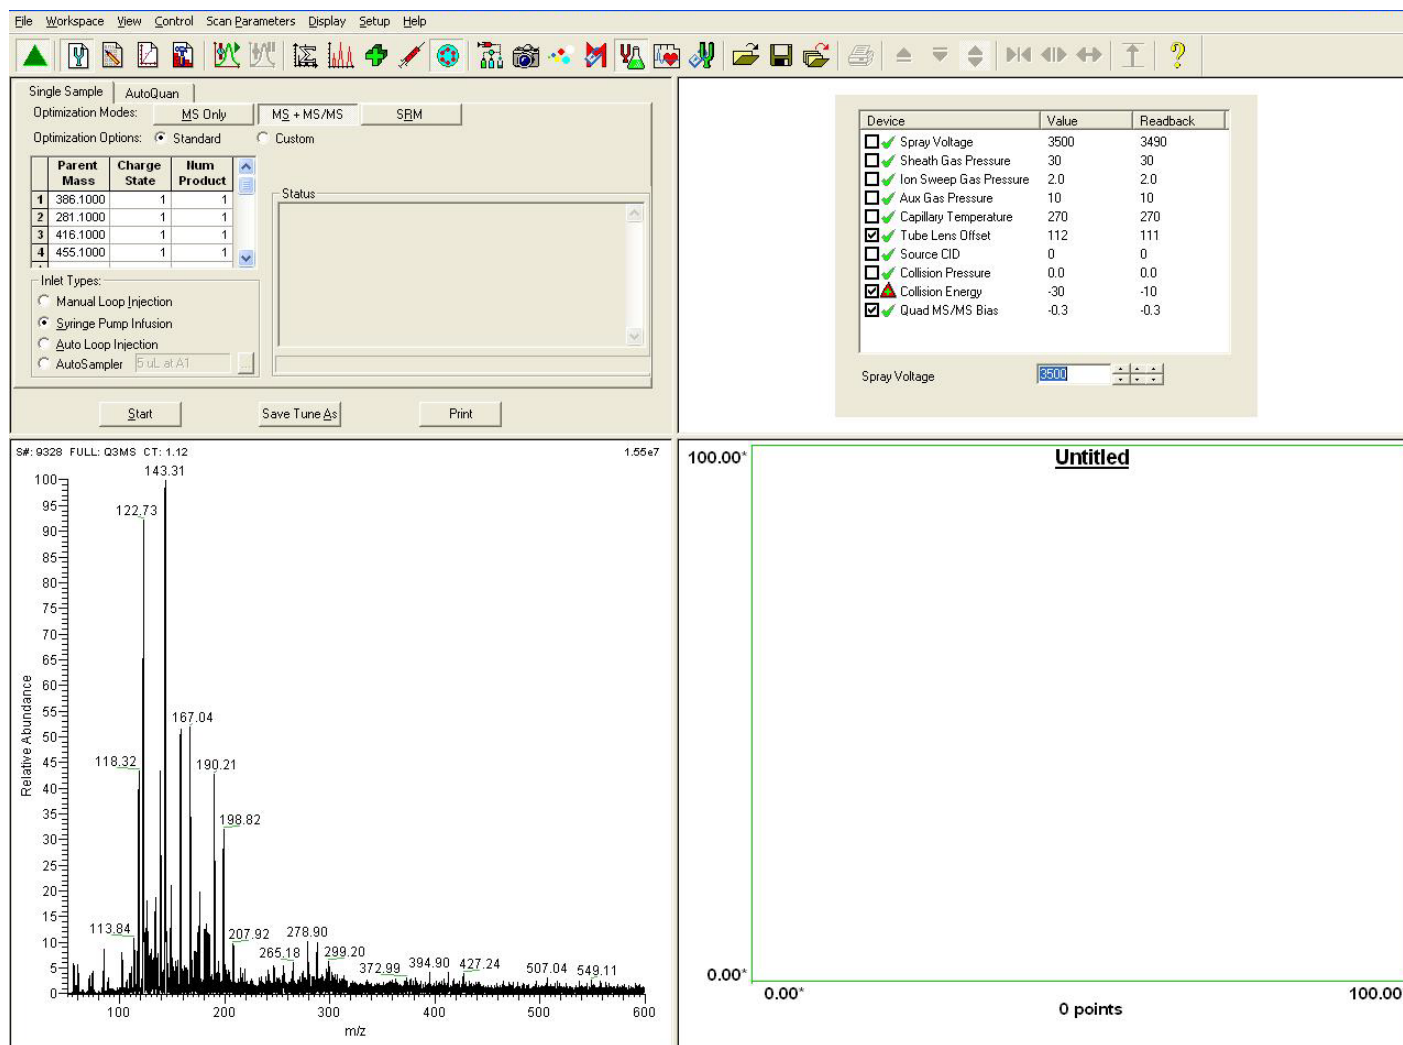 File Workspace View Control Scan Parameters Display Setup Help
Single Sample AutoQuan
Optimization Modes: MS Only MS + MS/MS SRM
Optimization Options: Standard Custom
Parent Mass Charge State Num Product
1 386.1000 1 1
2 281.1000 1 1
3 416.1000 1 1
4 455.1000 1 1
Status
Inlet Types:
Manual Loop Injection
Syringe Pump Infusion
Auto Loop Injection
AutoSampler 5 uL at A1 ...
Start Save Tune As Print
Device Value Readback
Spray Voltage 3500 3490
Sheath Gas Pressure 30 30
Ion Sweep Gas Pressure 2.0 2.0
Aux Gas Pressure 10 10
Capillary Temperature 270 270
Tube Lens Offset 112 111
Source CID 0 0
Collision Pressure 0.0 0.0
Collision Energy -30 -10
Quad MS/MS Bias -0.3 -0.3
Spray Voltage 3500
S#: 9328 FULL: Q3MS CT: 1.12 1.55e7
143.31
122.73
167.04
118.32
190.21
198.82
113.84
207.92
278.90
265.18
299.20
372.99
394.90
427.24
507.04
549.11
Relative Abundance
100
95
90
85
80
75
70
65
60
55
50
45
40
35
30
25
20
15
10
5
0
100 200 300 400 500 600
m/z
Untitled
100.00*
0.00*
0.00* 100.00
0 points